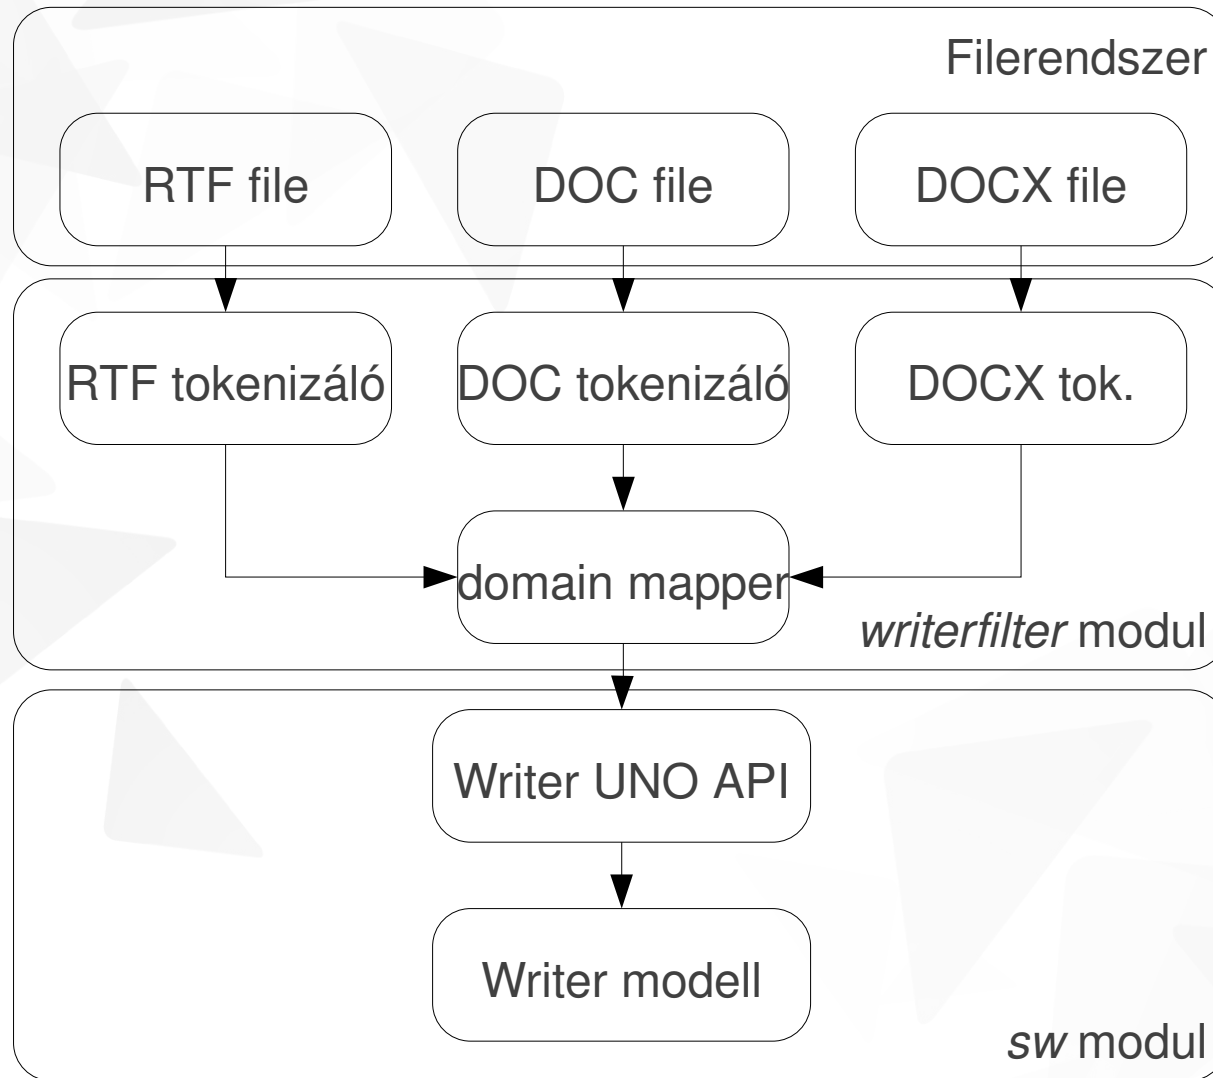 Filerendszer
RTF file
DOC file
DOCX file
RTF tokenizáló
DOC tokenizáló
DOCX tok.
domain mapper
writerfilter modul
Writer UNO API
Writer modell
sw modul